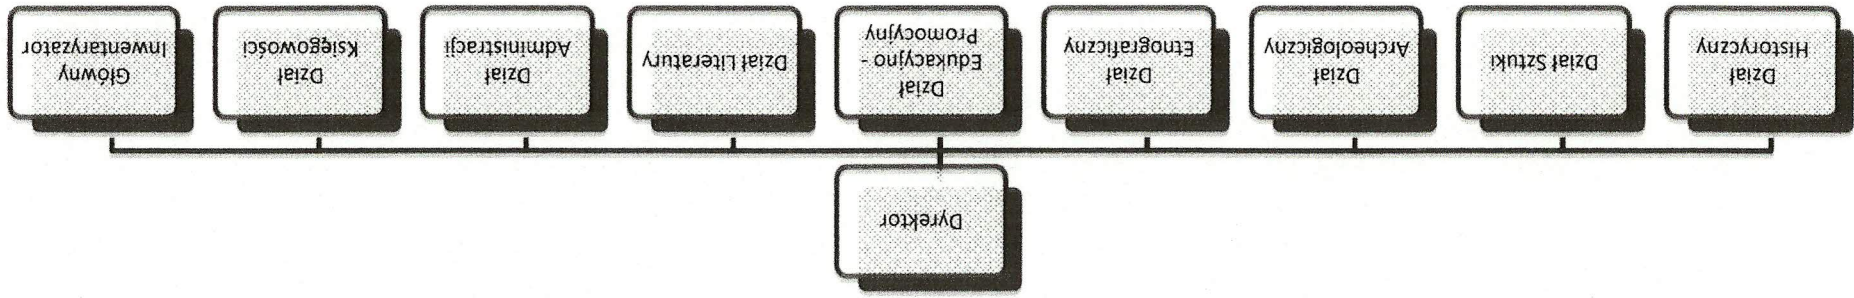 Dyrektor
Dział
Historyczny
Dział Sztuki
Dział
Archeologiczny
Dział
Etnograficzny
Dział
Edukacyjno -
Promocyjny
Dział Literatury
Dział
Administracji
Dział
Księgowości
Główny
Inwentaryzator